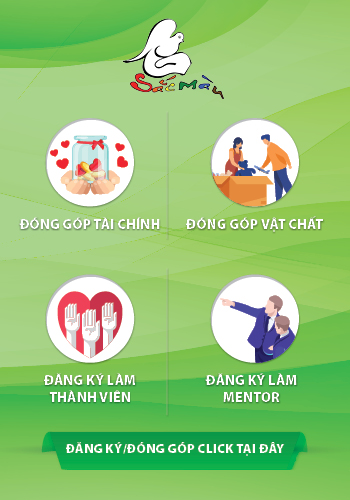 Sắc Màu
ĐÓNG GÓP TÀI CHÍNH
ĐÓNG GÓP VẬT CHẤT
ĐĂNG KÝ LÀM
THÀNH VIÊN
ĐĂNG KÝ LÀM
MENTOR
ĐĂNG KÝ/ĐÓNG GÓP CLICK TẠI ĐÂY